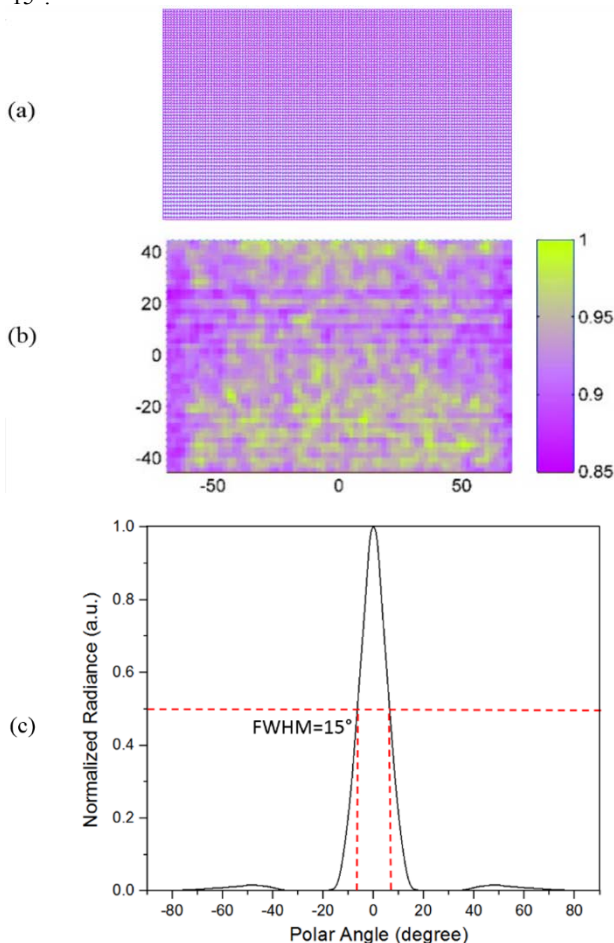 15°.
(a)
(b)
40
20
0
-20
-40
-50 0 50
1
0.95
0.9
0.85
(c)
Normalized Radiance (a.u.)
1.0
0.8
0.6
0.4
0.2
0.0
FWHM=15°
-80 -60 -40 -20 0 20 40 60 80
Polar Angle (degree)